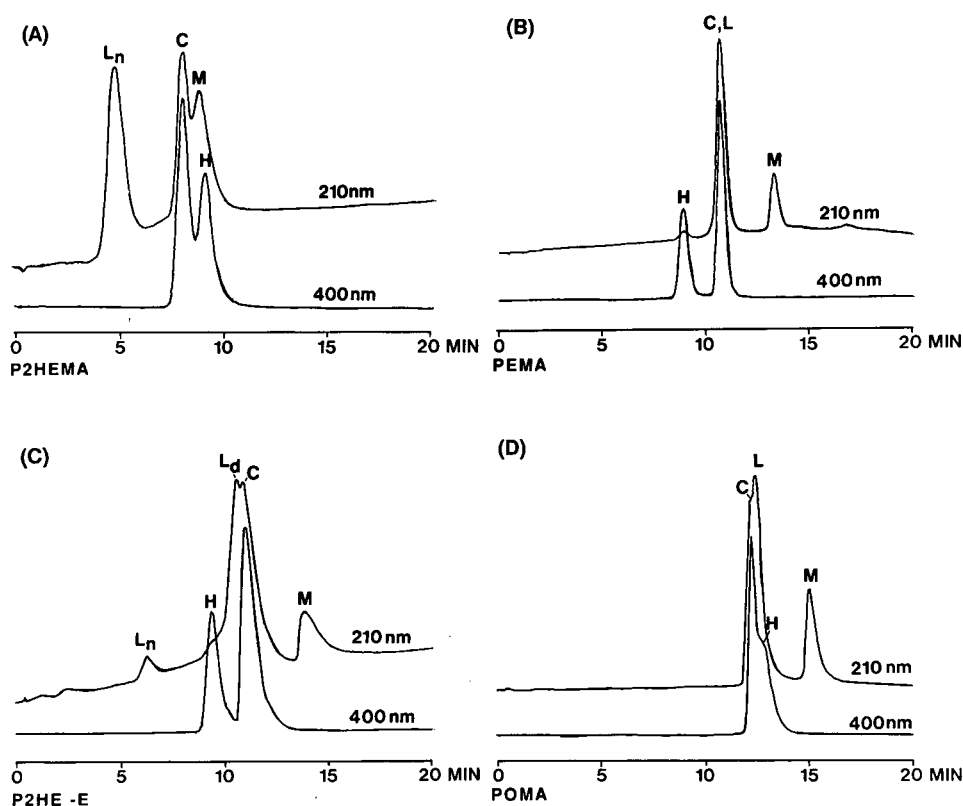 (A)
Ln
C
M
H
210nm
400nm
0 5 10 15 20 MIN
P2HEMA
(B)
C,L
H
M
210nm
400nm
0 5 10 15 20 MIN
PEMA
(C)
Ld
C
H
M
Ln
210nm
400nm
0 5 10 15 20 MIN
P2HE -E
(D)
L
C
M
H
210nm
400nm
0 5 10 15 20 MIN
POMA